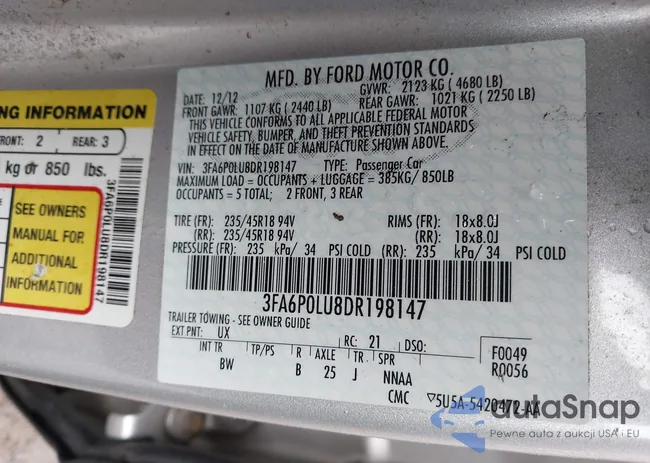 NG INFORMATION
FRONT: 2 REAR: 3
kg or 850 lbs.
SEE OWNERS
MANUAL FOR
ADDITIONAL
INFORMATION
3FA6P0LU8DR198147
MFD. BY FORD MOTOR CO.
DATE: 12/12 GVWR: 2123 KG ( 4680 LB)
FRONT GAWR: 1107 KG ( 2440 LB) REAR GAWR: 1021 KG ( 2250 LB)
THIS VEHICLE CONFORMS TO ALL APPLICABLE FEDERAL MOTOR
VEHICLE SAFETY, BUMPER, AND THEFT PREVENTION STANDARDS
IN EFFECT ON THE DATE OF MANUFACTURE SHOWN ABOVE.
VIN: 3FA6P0LU8DR198147 TYPE: Passenger Car
MAXIMUM LOAD = OCCUPANTS + LUGGAGE = 385KG/ 850LB
OCCUPANTS = 5 TOTAL; 2 FRONT, 3 REAR
TIRE (FR): 235/45R18 94V RIMS (FR): 18x8.0J
(RR): 235/45R18 94V (RR): 18x8.0J
PRESSURE (FR): 235 kPa/ 34 PSI COLD (RR): 235 kPa/ 34 PSI COLD
3FA6P0LU8DR198147
TRAILER TOWING - SEE OWNER GUIDE
EXT PNT: UX RC: 21 DSO: F0049
R0056
INT TR TP/PS R AXLE TR SPR
BW B 25 J NNAA
CMC ▽5U5A-5420472-AA
autoSnap
Pewne auta z aukcji USA i EU